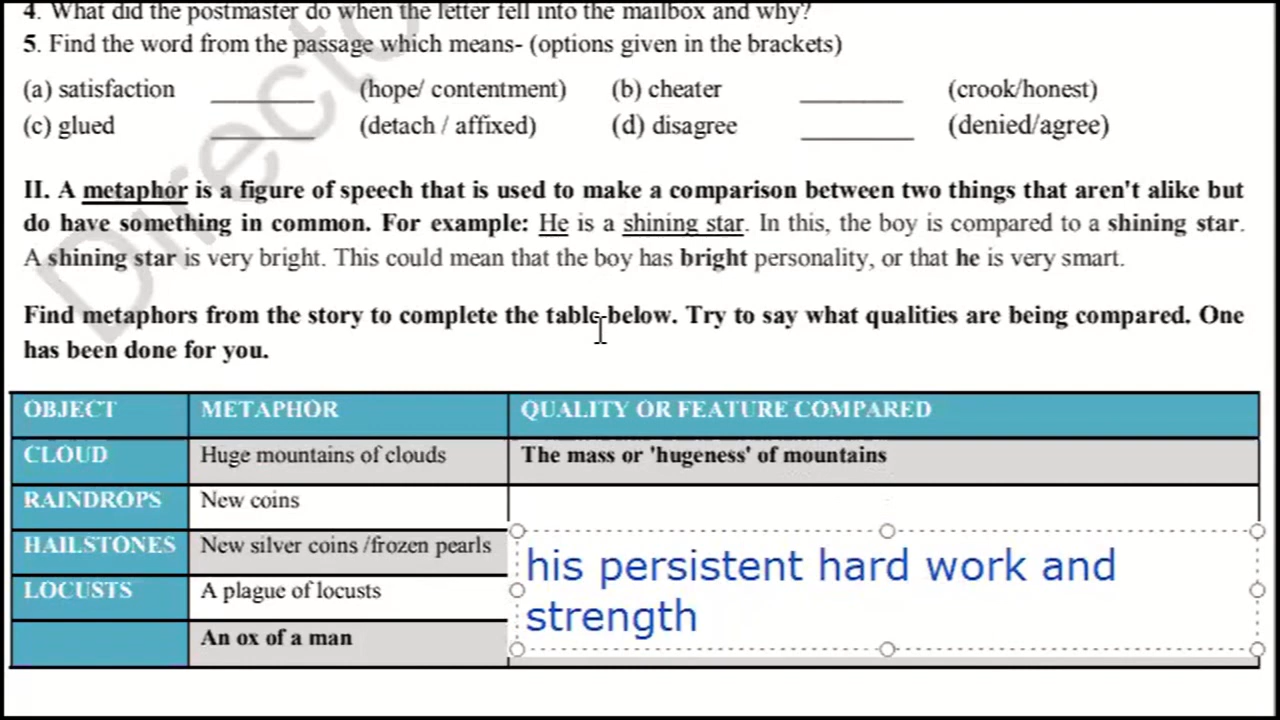 4. What did the postmaster do when the letter fell into the mailbox and why?
5. Find the word from the passage which means- (options given in the brackets)
(a) satisfaction _________ (hope/ contentment) (b) cheater _________ (crook/honest)
(c) glued _________ (detach / affixed) (d) disagree __________ (denied/agree)
II. A metaphor is a figure of speech that is used to make a comparison between two things that aren't alike but
do have something in common. For example: He is a shining star. In this, the boy is compared to a shining star.
A shining star is very bright. This could mean that the boy has bright personality, or that he is very smart.
Find metaphors from the story to complete the table below. Try to say what qualities are being compared. One
has been done for you.
OBJECT METAPHOR QUALITY OR FEATURE COMPARED
CLOUD Huge mountains of clouds The mass or 'hugeness' of mountains
RAINDROPS New coins
HAILSTONES New silver coins /frozen pearls
LOCUSTS A plague of locusts
An ox of a man
his persistent hard work and
strength
Directo